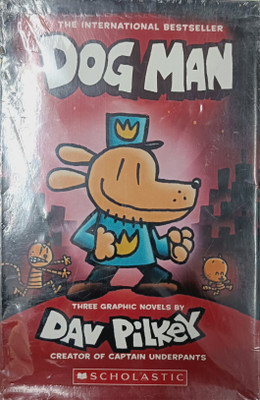 THE INTERNATIONAL BESTSELLER
DOG MAN
THREE GRAPHIC NOVELS BY
DAV PILKEY
CREATOR OF CAPTAIN UNDERPANTS
SCHOLASTIC